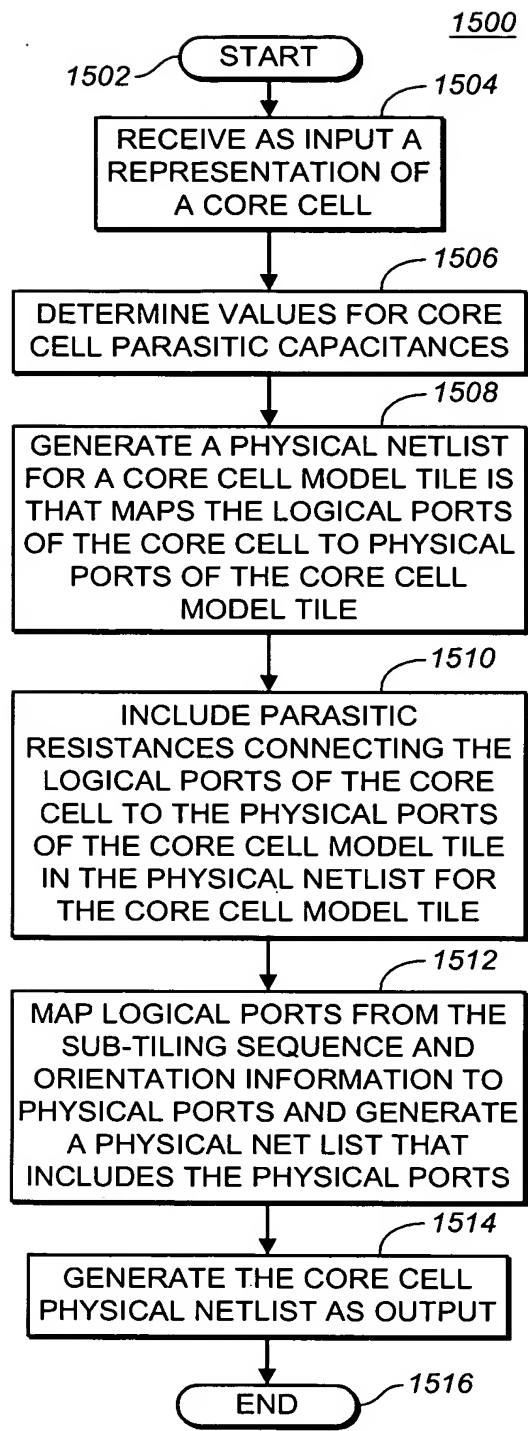 1500
START
1502
1504
RECEIVE AS INPUT A
REPRESENTATION OF
A CORE CELL
1506
DETERMINE VALUES FOR CORE
CELL PARASITIC CAPACITANCES
1508
GENERATE A PHYSICAL NETLIST
FOR A CORE CELL MODEL TILE IS
THAT MAPS THE LOGICAL PORTS
OF THE CORE CELL TO PHYSICAL
PORTS OF THE CORE CELL
MODEL TILE
1510
INCLUDE PARASITIC
RESISTANCES CONNECTING THE
LOGICAL PORTS OF THE CORE
CELL TO THE PHYSICAL PORTS
OF THE CORE CELL MODEL TILE
IN THE PHYSICAL NETLIST FOR
THE CORE CELL MODEL TILE
1512
MAP LOGICAL PORTS FROM THE
SUB-TILING SEQUENCE AND
ORIENTATION INFORMATION TO
PHYSICAL PORTS AND GENERATE
A PHYSICAL NET LIST THAT
INCLUDES THE PHYSICAL PORTS
1514
GENERATE THE CORE CELL
PHYSICAL NETLIST AS OUTPUT
END
1516